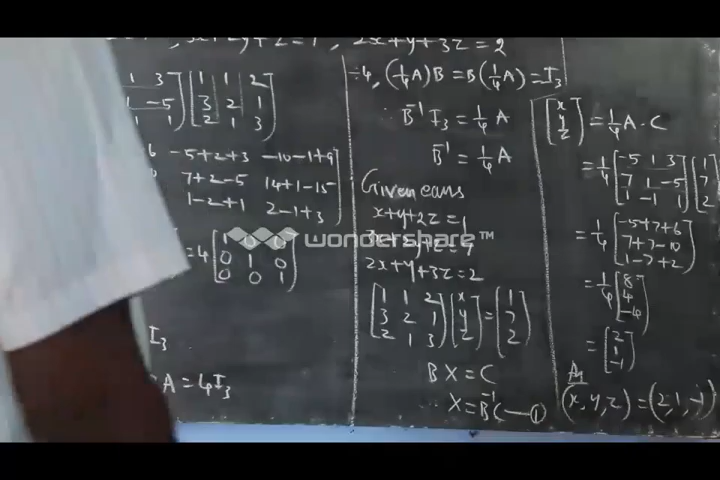 , 3x+2y+z=7, 2x+y+3z=2
1 3] [1 1 2
1 -5] 3 2 1
2 1 3]
-5+2+3 -10-1+9
7+2-5 14+1-15
1-2+1 2-1+3
=4 [1 0 0
0 1 0
0 0 1]
I3
A = 4I3
÷4, (1/4 A)B = B(1/4 A) = I3
B^-1 I3 = 1/4 A
B^-1 = 1/4 A
Given eqns
x+y+2z=1
2x+y+3z=2
[1 1 2] [x] = [1]
[3 2 1] [y] [7]
[2 1 3] [z] [2]
BX = C
X = B^-1 C — ①
[x y z] = 1/4 A · C
= 1/4 [-5 1 3] [1]
[7 1 -5] [7]
[1 -1 1] [2]
= 1/4 [-5+7+6]
[7+7-10]
[1-7+2]
= 1/4 [8]
[4]
[-4]
= [2]
[1]
[-1]
(x, y, z) = (2, 1, -1)
wondershare™